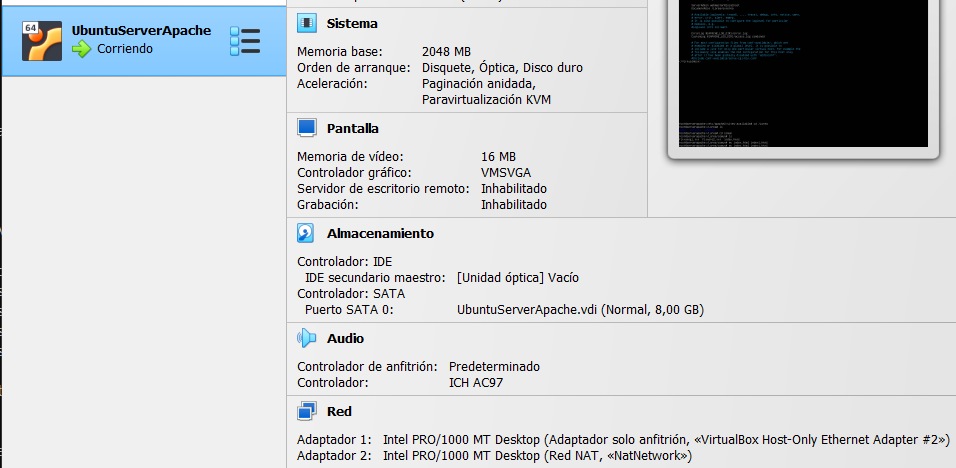 64
UbuntuServerApache
Corriendo
Sistema
Memoria base: 2048 MB
Orden de arranque: Disquete, Óptica, Disco duro
Aceleración: Paginación anidada,
Paravirtualización KVM
Pantalla
Memoria de vídeo: 16 MB
Controlador gráfico: VMSVGA
Servidor de escritorio remoto: Inhabilitado
Grabación: Inhabilitado
Almacenamiento
Controlador: IDE
IDE secundario maestro: [Unidad óptica] Vacío
Controlador: SATA
Puerto SATA 0: UbuntuServerApache.vdi (Normal, 8,00 GB)
Audio
Controlador de anfitrión: Predeterminado
Controlador: ICH AC97
Red
Adaptador 1: Intel PRO/1000 MT Desktop (Adaptador solo anfitrión, «VirtualBox Host-Only Ethernet Adapter #2»)
Adaptador 2: Intel PRO/1000 MT Desktop (Red NAT, «NatNetwork»)